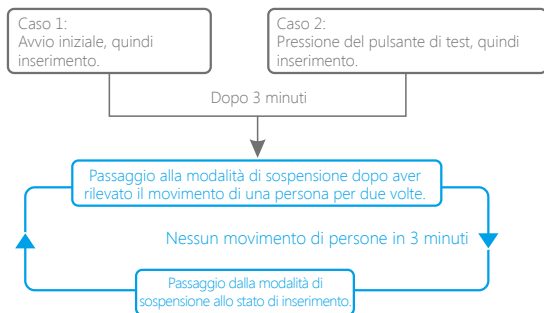 Caso 1:
Avvio iniziale, quindi
inserimento.
Caso 2:
Pressione del pulsante di test, quindi
inserimento.
Dopo 3 minuti
Passaggio alla modalità di sospensione dopo aver
rilevato il movimento di una persona per due volte.
Nessun movimento di persone in 3 minuti
Passaggio dalla modalità di
sospensione allo stato di inserimento.